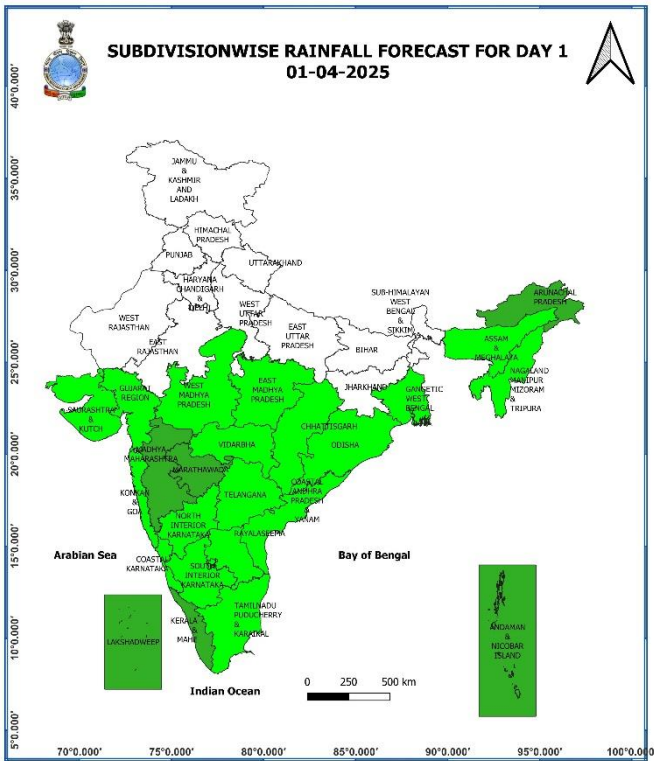 SUBDIVISIONWISE RAINFALL FORECAST FOR DAY 1
01-04-2025
40°0.000'
35°0.000'
30°0.000'
25°0.000'
20°0.000'
15°0.000'
10°0.000'
5°0.000'
JAMMU
&
KASHMIR
AND
LADAKH
HIMACHAL
PRADESH
PUNJAB
UTTARAKHAND
HARYANA
CHANDIGARH
&
DELHI
WEST
RAJASTHAN
EAST
RAJASTHAN
WEST
UTTAR
PRADESH
EAST
UTTAR
PRADESH
SUB-HIMALAYAN
WEST
BENGAL
&
SIKKIM
BIHAR
ARUNACHAL
PRADESH
ASSAM
&
MEGHALAYA
NAGALAND
MANIPUR
MIZORAM
&
TRIPURA
JHARKHAND
GANGETIC
WEST
BENGAL
GUJARAT
REGION
SAURASHTRA
&
KUTCH
WEST
MADHYA
PRADESH
EAST
MADHYA
PRADESH
CHHATTISGARH
ODISHA
VIDARBHA
MADHYA
MAHARASHTRA
MARATHAWADA
KONKAN
&
GOA
TELANGANA
COASTAL
ANDHRA
PRADESH
&
YANAM
NORTH
INTERIOR
KARNATAKA
RAYALASEEMA
COASTAL
KARNATAKA
SOUTH
INTERIOR
KARNATAKA
TAMILNADU
PUDUCHERRY
&
KARAIKAL
KERALA
&
MAHE
LAKSHADWEEP
ANDAMAN
&
NICOBAR
ISLAND
Arabian Sea
Bay of Bengal
Indian Ocean
0 250 500 km
70°0.000' 75°0.000' 80°0.000' 85°0.000' 90°0.000' 95°0.000' 100°0.000'